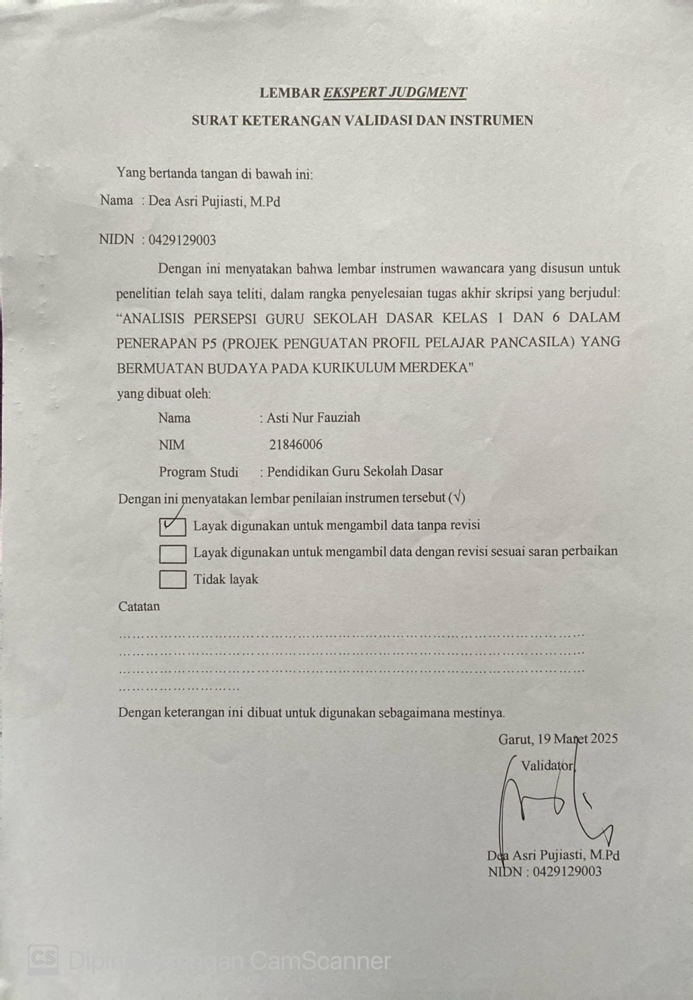 LEMBAR EKSPERT JUDGMENT
SURAT KETERANGAN VALIDASI DAN INSTRUMEN
Yang bertanda tangan di bawah ini:
Nama : Dea Asri Pujiasti, M.Pd
NIDN : 0429129003
Dengan ini menyatakan bahwa lembar instrumen wawancara yang disusun untuk
penelitian telah saya teliti, dalam rangka penyelesaian tugas akhir skripsi yang berjudul:
“ANALISIS PERSEPSI GURU SEKOLAH DASAR KELAS 1 DAN 6 DALAM
PENERAPAN P5 (PROJEK PENGUATAN PROFIL PELAJAR PANCASILA) YANG
BERMUATAN BUDAYA PADA KURIKULUM MERDEKA"
yang dibuat oleh:
Nama : Asti Nur Fauziah
NIM 21846006
Program Studi : Pendidikan Guru Sekolah Dasar
Dengan ini menyatakan lembar penilaian instrumen tersebut (√)
Layak digunakan untuk mengambil data tanpa revisi
Layak digunakan untuk mengambil data dengan revisi sesuai saran perbaikan
Tidak layak
Catatan
Dengan keterangan ini dibuat untuk digunakan sebagaimana mestinya.
Garut, 19 Maret 2025
Validator,
Dea Asri Pujiasti, M.Pd
NIDN : 0429129003
CS CamScanner